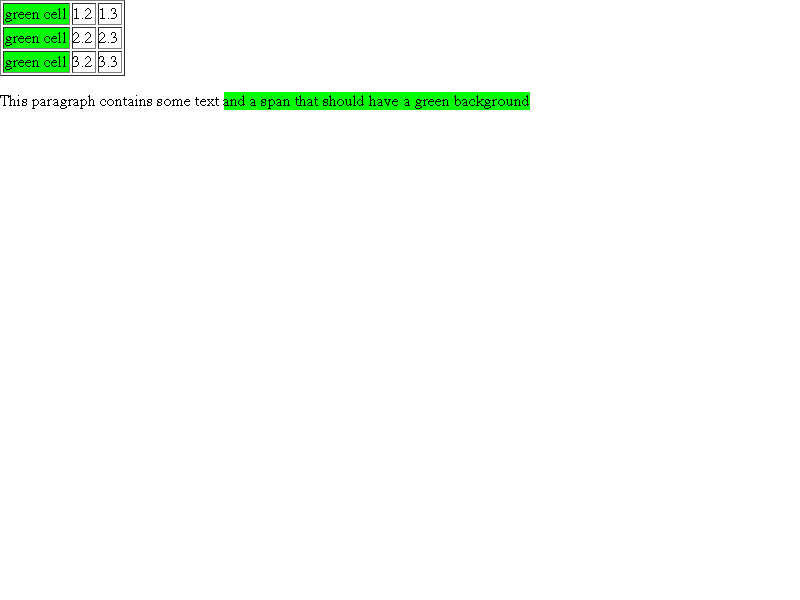 green cell 1.2 1.3
green cell 2.2 2.3
green cell 3.2 3.3
This paragraph contains some text and a span that should have a green background